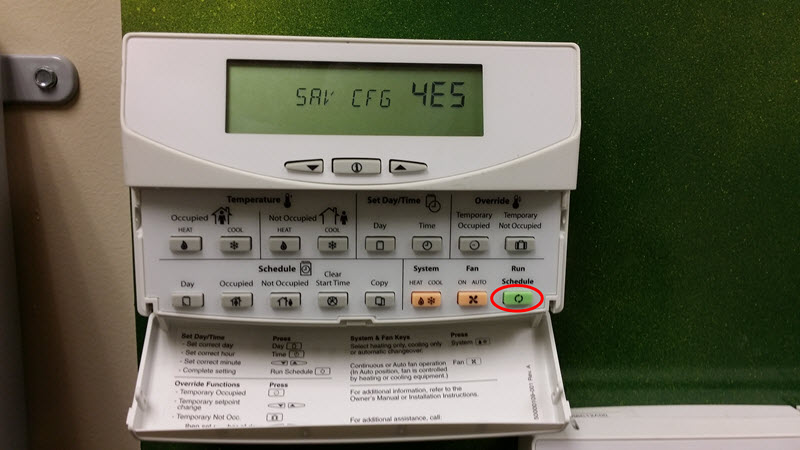 SAV CFG YES
Temperature
Set Day/Time
Override
Occupied
Not Occupied
Day
Time
Temporary
Occupied
Temporary
Not Occupied
HEAT COOL
HEAT COOL
Schedule
System
Fan
Run
Schedule
Day
Occupied
Not Occupied
Clear
Start Time
Copy
HEAT COOL
ON AUTO
Set Day/Time Press
- Set correct day Day
- Set correct hour Time
- Set correct minute
- Complete setting Run Schedule
Override Functions Press
- Temporary Occupied
- Temporary setpoint
change
- Temporary Not Occ.
System & Fan Keys Press
Select heating only, cooling only System
or automatic changeover.
Continuous or Auto fan operation Fan
(In Auto position, fan is controlled
by heating or cooling equipment.)
For additional information, refer to the
Owner's Manual or Installation Instructions.
For additional assistance, call: